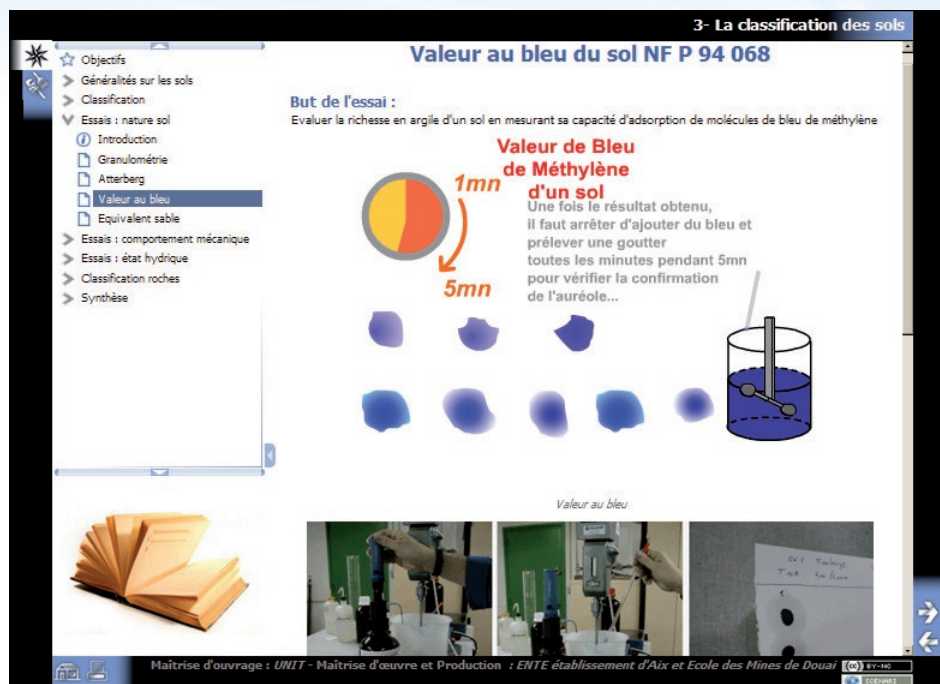 3- La classification des sols
Objectifs
Généralités sur les sols
Classification
Essais : nature sol
Introduction
Granulométrie
Atterberg
Valeur au bleu
Equivalent sable
Essais : comportement mécanique
Essais : état hydrique
Classification roches
Synthèse
Valeur au bleu du sol NF P 94 068
But de l'essai :
Evaluer la richesse en argile d'un sol en mesurant sa capacité d'adsorption de molécules de bleu de méthylène
Valeur de Bleu
de Méthylène
d'un sol
1mn
5mn
Une fois le résultat obtenu,
il faut arrêter d'ajouter du bleu et
prélever une goutter
toutes les minutes pendant 5mn
pour vérifier la confirmation
de l'auréole...
Valeur au bleu
Maîtrise d'ouvrage : UNIT - Maîtrise d'œuvre et Production : ENTE établissement d'Aix et Ecole des Mines de Douai
(cc) BY-NC
SCENARI